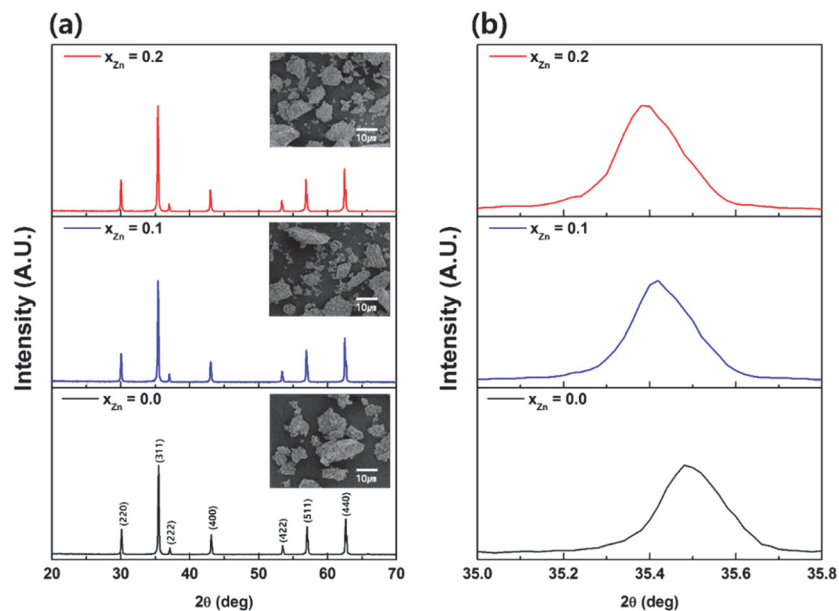 (a)
(b)
x_Zn = 0.2
10㎛
x_Zn = 0.2
x_Zn = 0.1
10㎛
x_Zn = 0.1
x_Zn = 0.0
10㎛
x_Zn = 0.0
(220)
(311)
(222)
(400)
(422)
(511)
(440)
Intensity (A.U.)
Intensity (A.U.)
20 30 40 50 60 70
35.0 35.2 35.4 35.6 35.8
2θ (deg)
2θ (deg)